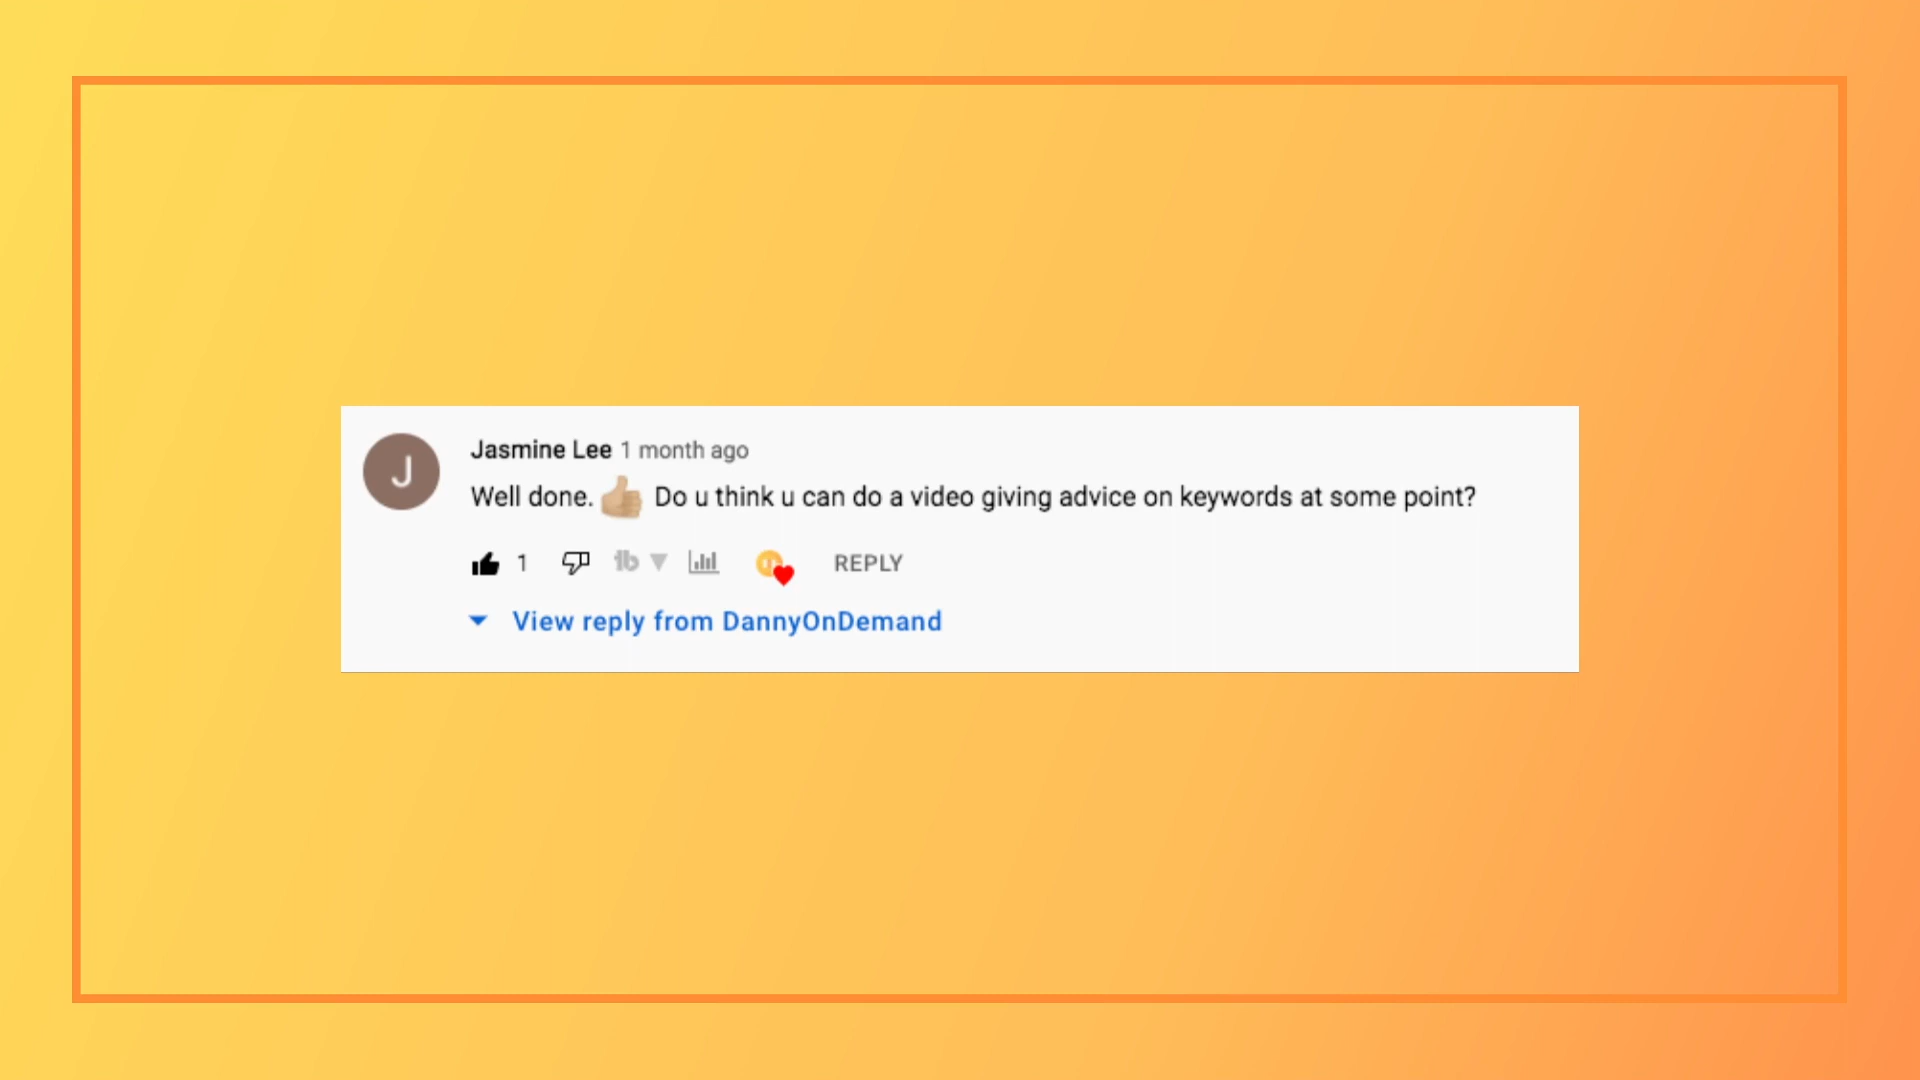 J
Jasmine Lee 1 month ago
Well done. 👍🏼 Do u think u can do a video giving advice on keywords at some point?
1 tb REPLY
View reply from DannyOnDemand